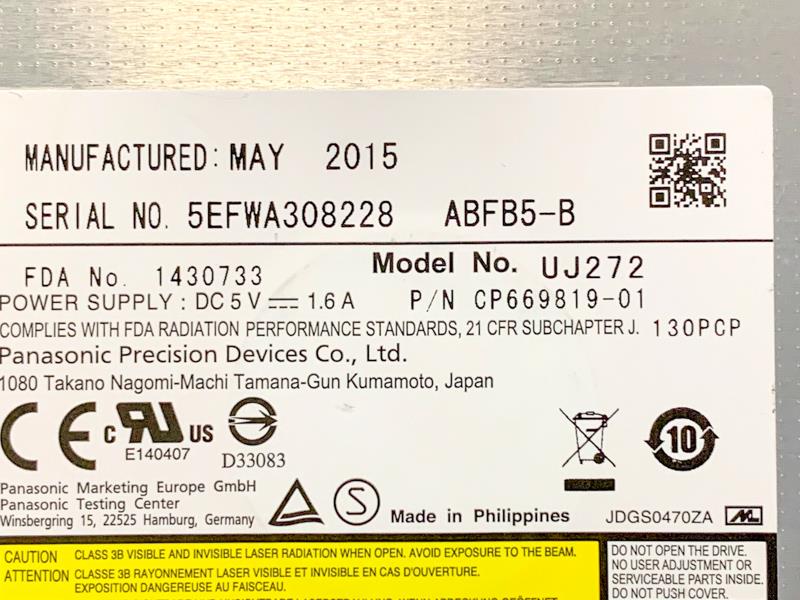 MANUFACTURED: MAY 2015
SERIAL NO. 5EFWA308228 ABFB5-B
FDA No. 1430733 Model No. UJ272
POWER SUPPLY : DC 5 V ⎓ 1.6 A P/N CP669819-01
COMPLIES WITH FDA RADIATION PERFORMANCE STANDARDS, 21 CFR SUBCHAPTER J. 130PCP
Panasonic Precision Devices Co., Ltd.
1080 Takano Nagomi-Machi Tamana-Gun Kumamoto, Japan
CE c RU US
E140407 D33083
10
Panasonic Marketing Europe GmbH
Panasonic Testing Center
Winsbergring 15, 22525 Hamburg, Germany
S
Made in Philippines JDGS0470ZA
CAUTION CLASS 3B VISIBLE AND INVISIBLE LASER RADIATION WHEN OPEN. AVOID EXPOSURE TO THE BEAM.
ATTENTION CLASSE 3B RAYONNEMENT LASER VISIBLE ET INVISIBLE EN CAS D'OUVERTURE.
EXPOSITION DANGEREUSE AU FAISCEAU.
DO NOT OPEN THE DRIVE.
NO USER ADJUSTMENT OR
SERVICEABLE PARTS INSIDE.
DO NOT PUSH COVER.